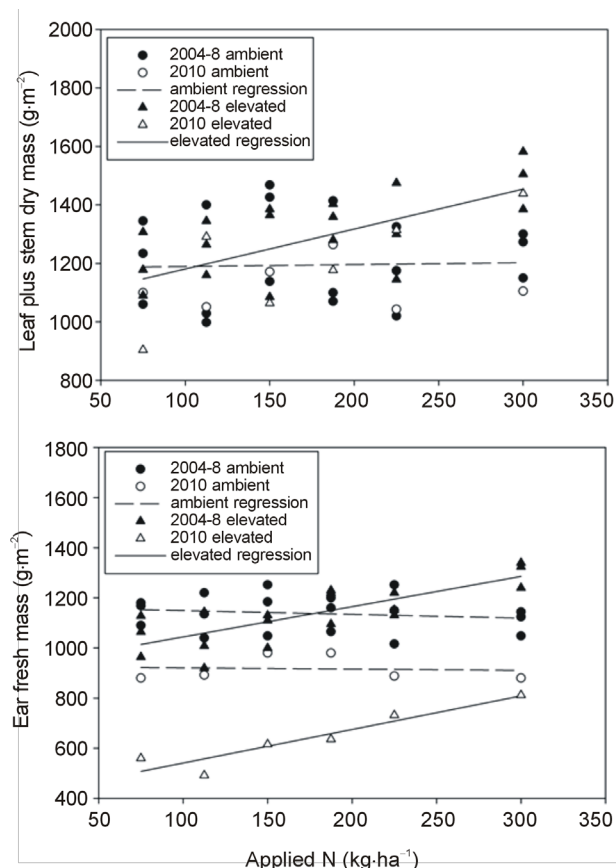 2000
1800
1600
1400
1200
1000
800
Leaf plus stem dry mass (g·m⁻²)
2004-8 ambient
2010 ambient
ambient regression
2004-8 elevated
2010 elevated
elevated regression
50 100 150 200 250 300 350
1800
1600
1400
1200
1000
800
600
400
Ear fresh mass (g·m⁻²)
2004-8 ambient
2010 ambient
ambient regression
2004-8 elevated
2010 elevated
elevated regression
50 100 150 200 250 300 350
Applied N (kg·ha⁻¹)